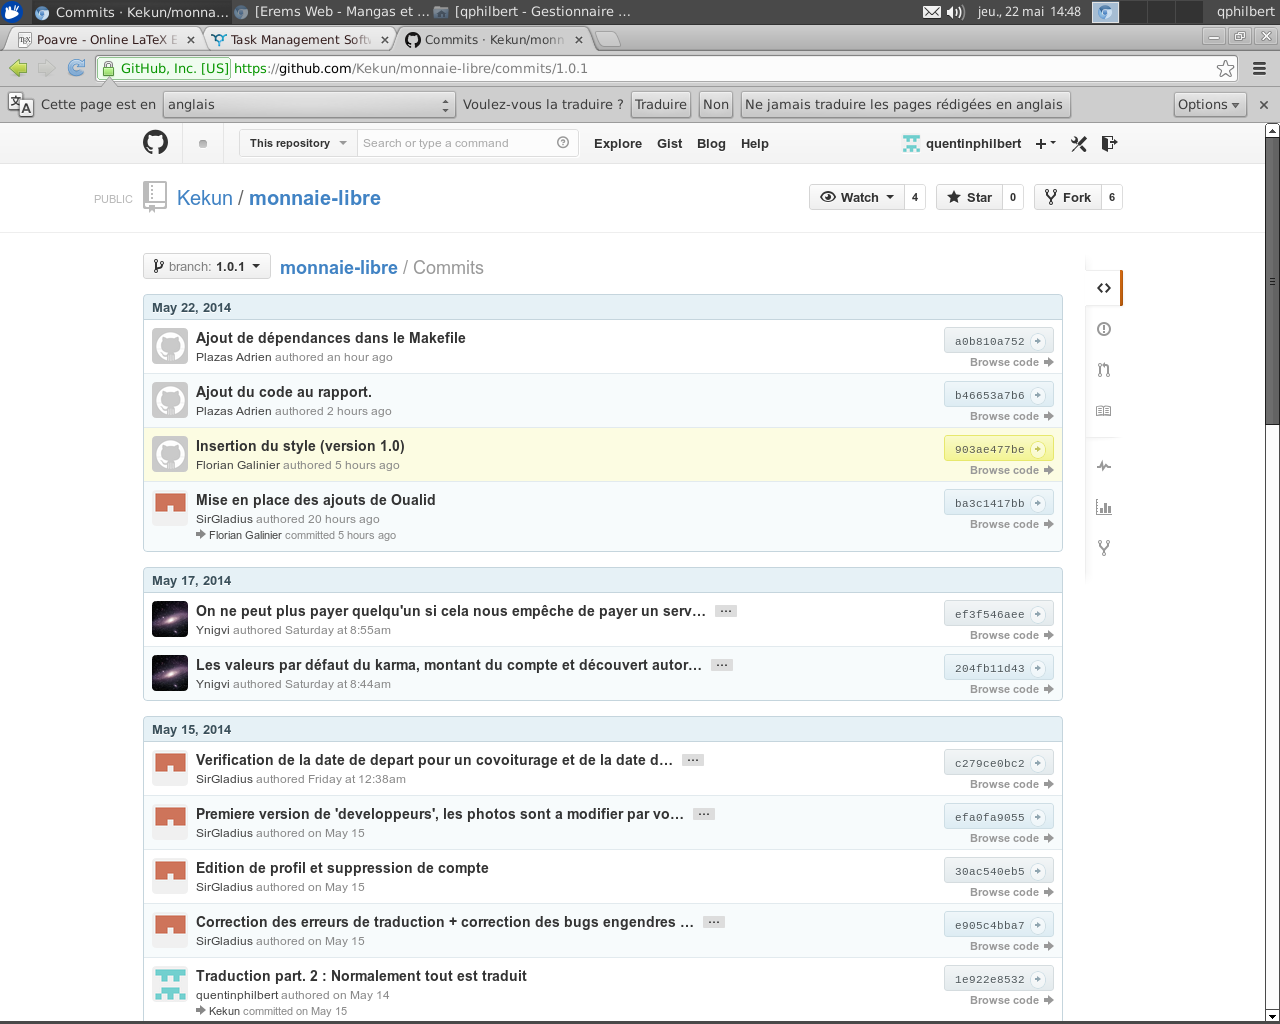 Commits · Kekun/monna... [Erems Web - Mangas et ... [qphilbert - Gestionnaire ... jeu., 22 mai 14:48 qphilbert
Poavre - Online LaTeX E Task Management Softw Commits · Kekun/monn
GitHub, Inc. [US] https://github.com/Kekun/monnaie-libre/commits/1.0.1
Cette page est en anglais Voulez-vous la traduire ? Traduire Non Ne jamais traduire les pages rédigées en anglais Options
This repository Search or type a command Explore Gist Blog Help quentinphilbert
PUBLIC Kekun / monnaie-libre Watch 4 Star 0 Fork 6
branch: 1.0.1 monnaie-libre / Commits
May 22, 2014
Ajout de dépendances dans le Makefile a0b810a752
Plazas Adrien authored an hour ago Browse code
Ajout du code au rapport. b46653a7b6
Plazas Adrien authored 2 hours ago Browse code
Insertion du style (version 1.0) 903ae477be
Florian Galinier authored 5 hours ago Browse code
Mise en place des ajouts de Oualid ba3c1417bb
SirGladius authored 20 hours ago Browse code
Florian Galinier committed 5 hours ago
May 17, 2014
On ne peut plus payer quelqu'un si cela nous empêche de payer un serv… ef3f546aee
Ynigvi authored Saturday at 8:55am Browse code
Les valeurs par défaut du karma, montant du compte et découvert autor… 204fb11d43
Ynigvi authored Saturday at 8:44am Browse code
May 15, 2014
Verification de la date de depart pour un covoiturage et de la date d… c279ce0bc2
SirGladius authored Friday at 12:38am Browse code
Premiere version de 'developpeurs', les photos sont a modifier par vo… efa0fa9055
SirGladius authored on May 15 Browse code
Edition de profil et suppression de compte 30ac540eb5
SirGladius authored on May 15 Browse code
Correction des erreurs de traduction + correction des bugs engendres … e905c4bba7
SirGladius authored on May 15 Browse code
Traduction part. 2 : Normalement tout est traduit 1e922e8532
quentinphilbert authored on May 14 Browse code
Kekun committed on May 15